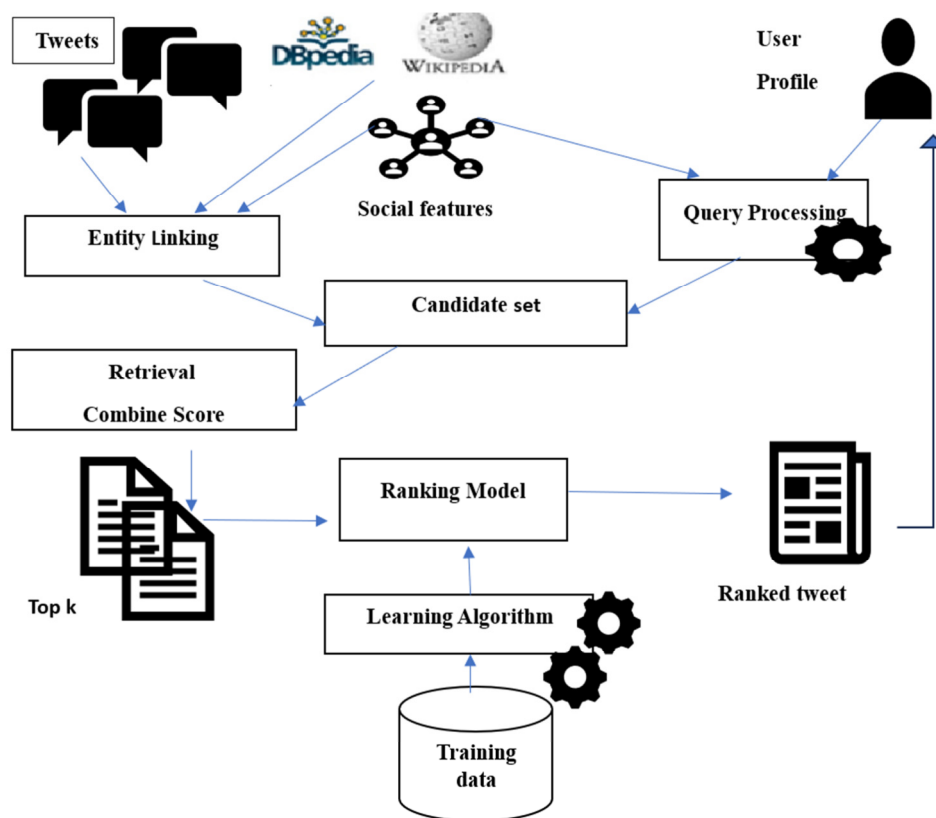 Tweets
DBpedia
WIKIPEDIA
User
Profile
Social features
Entity Linking
Query Processing
Candidate set
Retrieval
Combine Score
Ranking Model
Top k
Ranked tweet
Learning Algorithm
Training
data